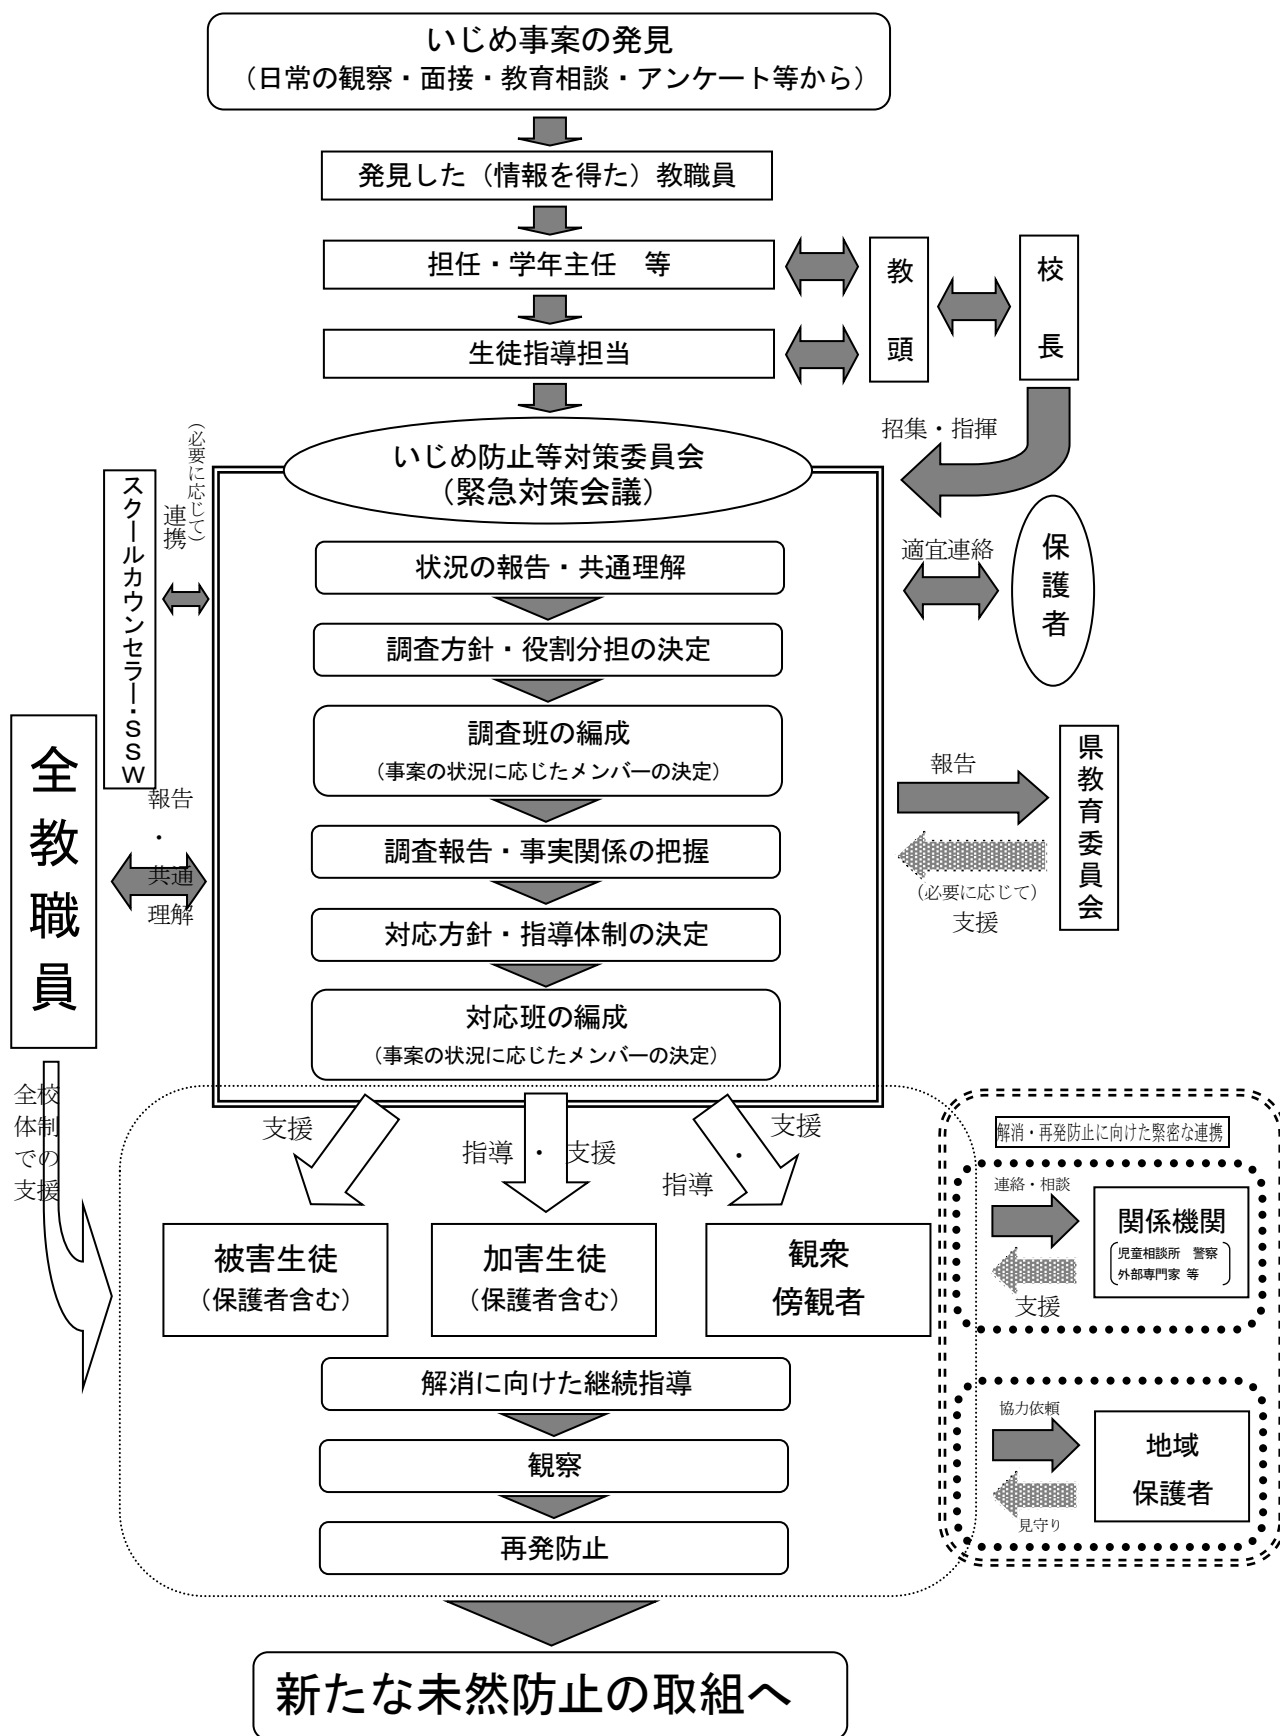 いじめ事案の発見
（日常の観察・面接・教育相談・アンケート等から）
発見した（情報を得た）教職員
担任・学年主任　等
教頭
校長
生徒指導担当
招集・指揮
いじめ防止等対策委員会
（緊急対策会議）
（必要に応じて）
連携
スクールカウンセラー・ＳＳＷ
状況の報告・共通理解
適宜連絡
保護者
調査方針・役割分担の決定
調査班の編成
（事案の状況に応じたメンバーの決定）
全教職員
報告
・
共通
理解
報告
県教育委員会
（必要に応じて）
支援
調査報告・事実関係の把握
対応方針・指導体制の決定
対応班の編成
（事案の状況に応じたメンバーの決定）
全校
体制
での
支援
支援
指導・支援
支援
・
指導
被害生徒
（保護者含む）
加害生徒
（保護者含む）
観衆
傍観者
解消・再発防止に向けた緊密な連携
連絡・相談
関係機関
児童相談所　警察
外部専門家 等
支援
協力依頼
地域
保護者
見守り
解消に向けた継続指導
観察
再発防止
新たな未然防止の取組へ